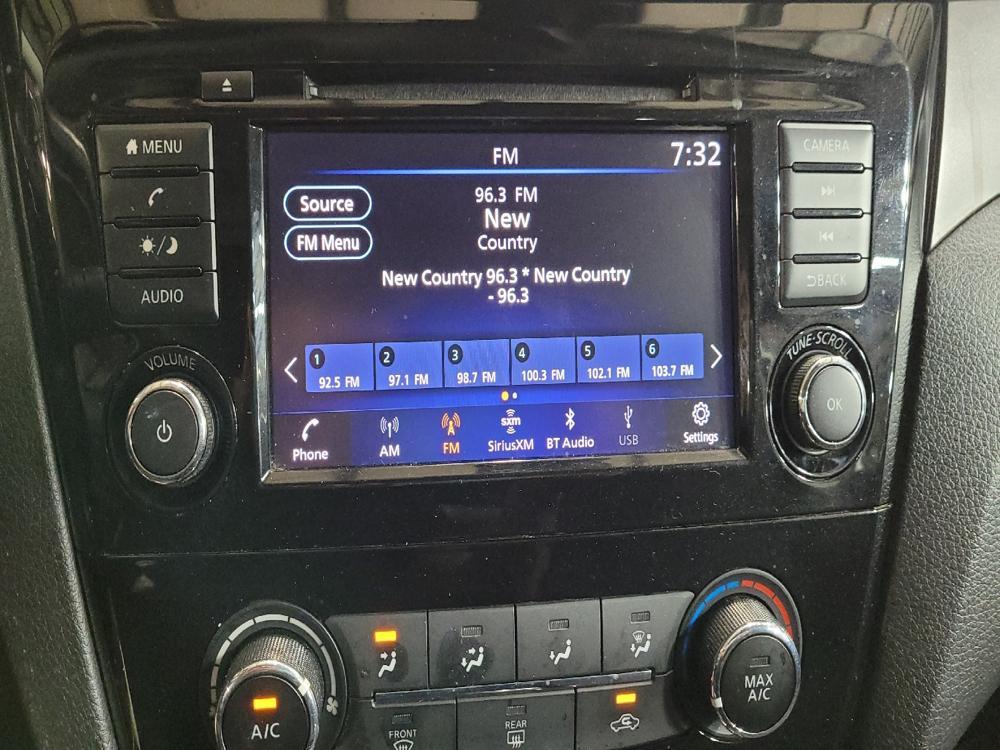 MENU
AUDIO
VOLUME
FM
7:32
Source
FM Menu
96.3 FM
New
Country
New Country 96.3 * New Country
- 96.3
1 2 3 4 5 6
92.5 FM 97.1 FM 98.7 FM 100.3 FM 102.1 FM 103.7 FM
Phone AM FM SiriusXM BT Audio USB Settings
sxm
CAMERA
BACK
TUNE·SCROLL
OK
A/C
FRONT
REAR
MAX
A/C